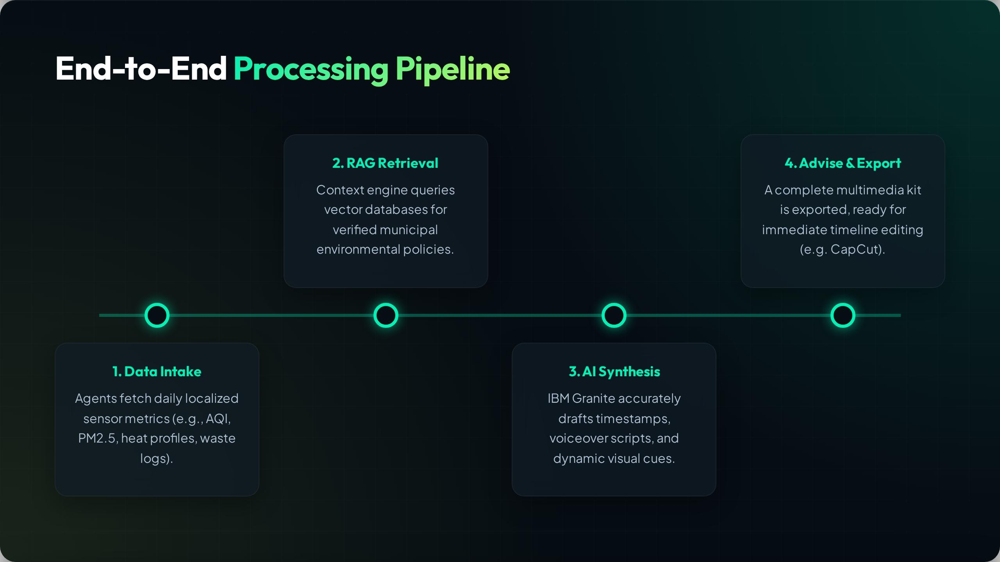 End-to-End Processing Pipeline
1. Data Intake
Agents fetch daily localized
sensor metrics (e.g., AQI,
PM2.5, heat profiles, waste
logs).
2. RAG Retrieval
Context engine queries
vector databases for
verified municipal
environmental policies.
3. AI Synthesis
IBM Granite accurately
drafts timestamps,
voiceover scripts, and
dynamic visual cues.
4. Advise & Export
A complete multimedia kit
is exported, ready for
immediate timeline editing
(e.g. CapCut).